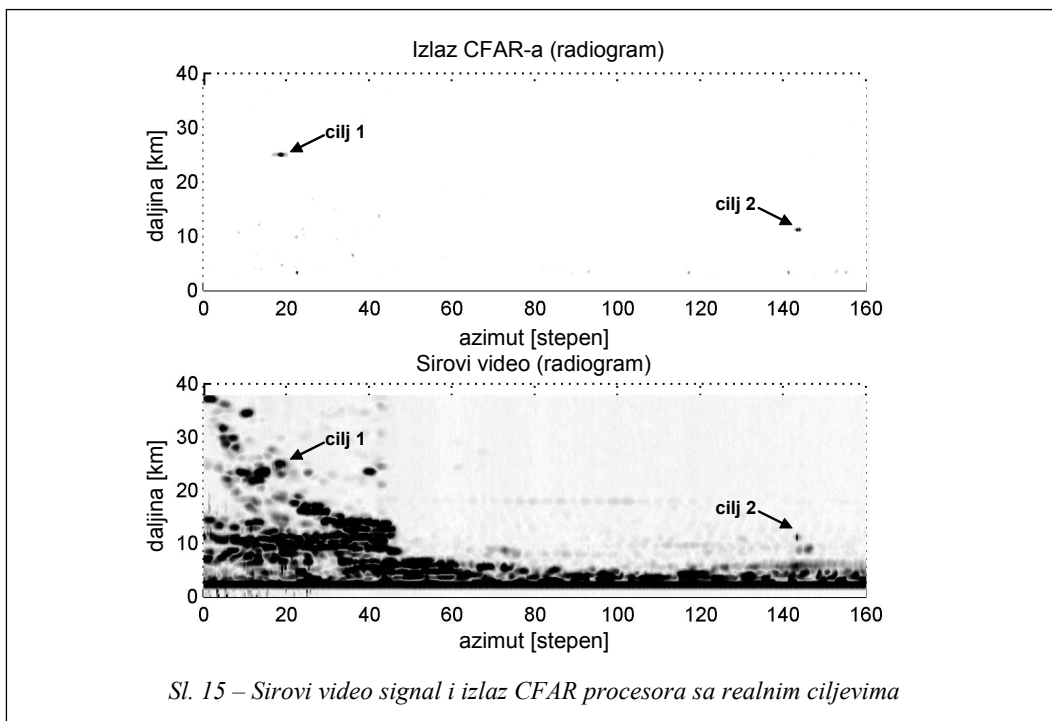 Izlaz CFAR-a (radiogram)
40
30
20
10
0
daljina [km]
cilj 1
cilj 2
0 20 40 60 80 100 120 140 160
azimut [stepen]
Sirovi video (radiogram)
40
30
20
10
0
daljina [km]
cilj 1
cilj 2
0 20 40 60 80 100 120 140 160
azimut [stepen]
Sl. 15 – Sirovi video signal i izlaz CFAR procesora sa realnim ciljevima